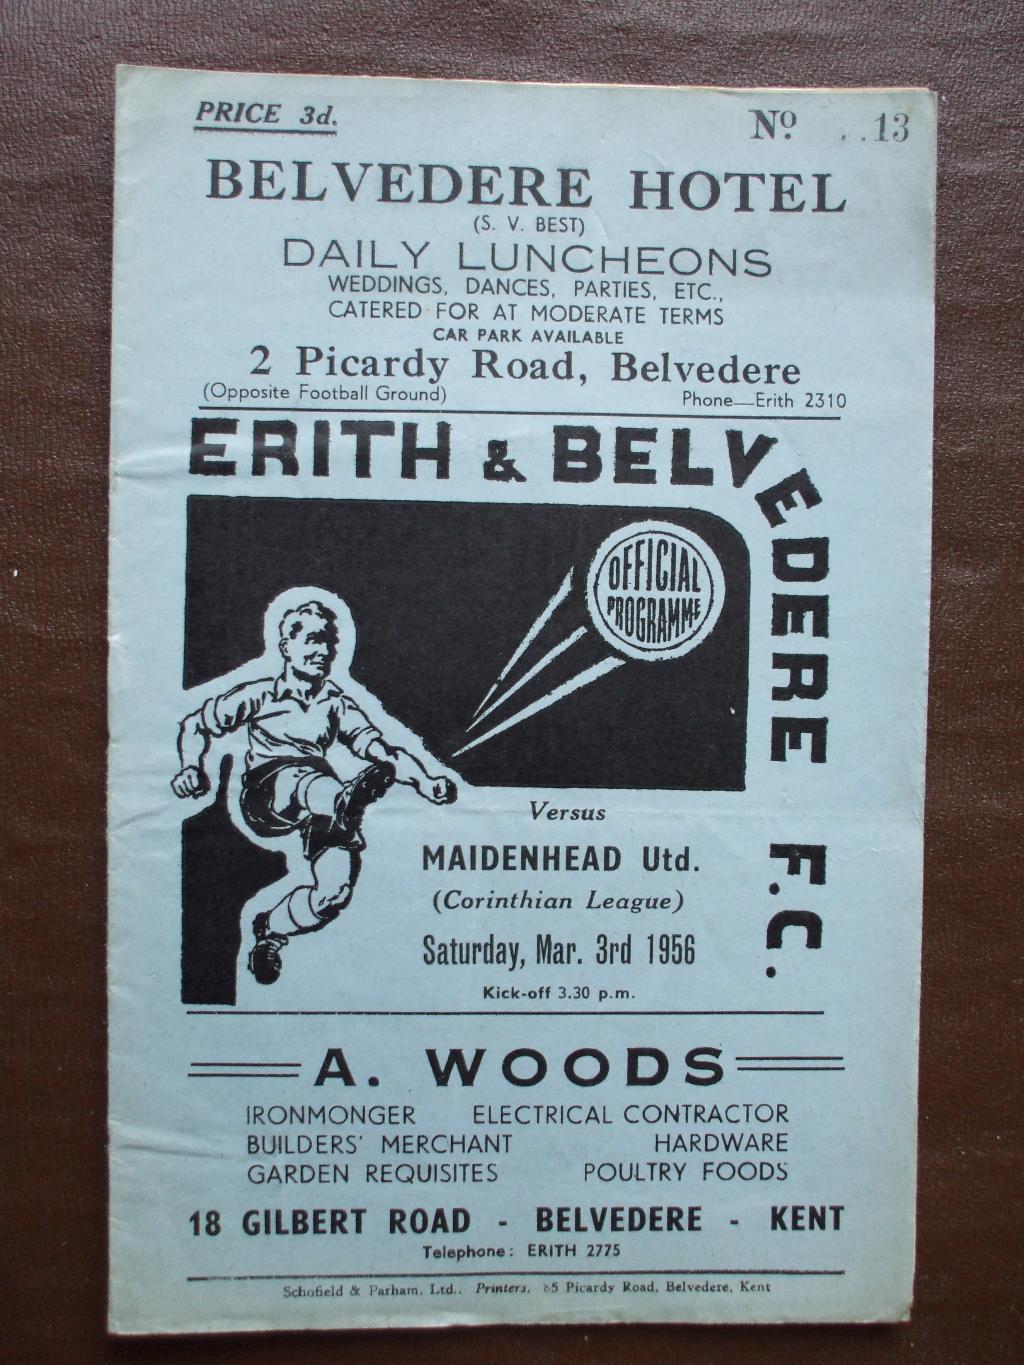 PRICE 3d.
Nº. ..13
BELVEDERE HOTEL
(S. V. BEST)
DAILY LUNCHEONS
WEDDINGS, DANCES, PARTIES, ETC.,
CATERED FOR AT MODERATE TERMS
CAR PARK AVAILABLE
2 Picardy Road, Belvedere
(Opposite Football Ground) Phone—Erith 2310
ERITH & BELVEDERE F.C.
OFFICIAL
PROGRAMME
Versus
MAIDENHEAD Utd.
(Corinthian League)
Saturday, Mar. 3rd 1956
Kick-off 3.30 p.m.
A. WOODS
IRONMONGER ELECTRICAL CONTRACTOR
BUILDERS' MERCHANT HARDWARE
GARDEN REQUISITES POULTRY FOODS
18 GILBERT ROAD - BELVEDERE - KENT
Telephone: ERITH 2775
Schofield & Parham, Ltd., Printers, Picardy Road, Belvedere, Kent